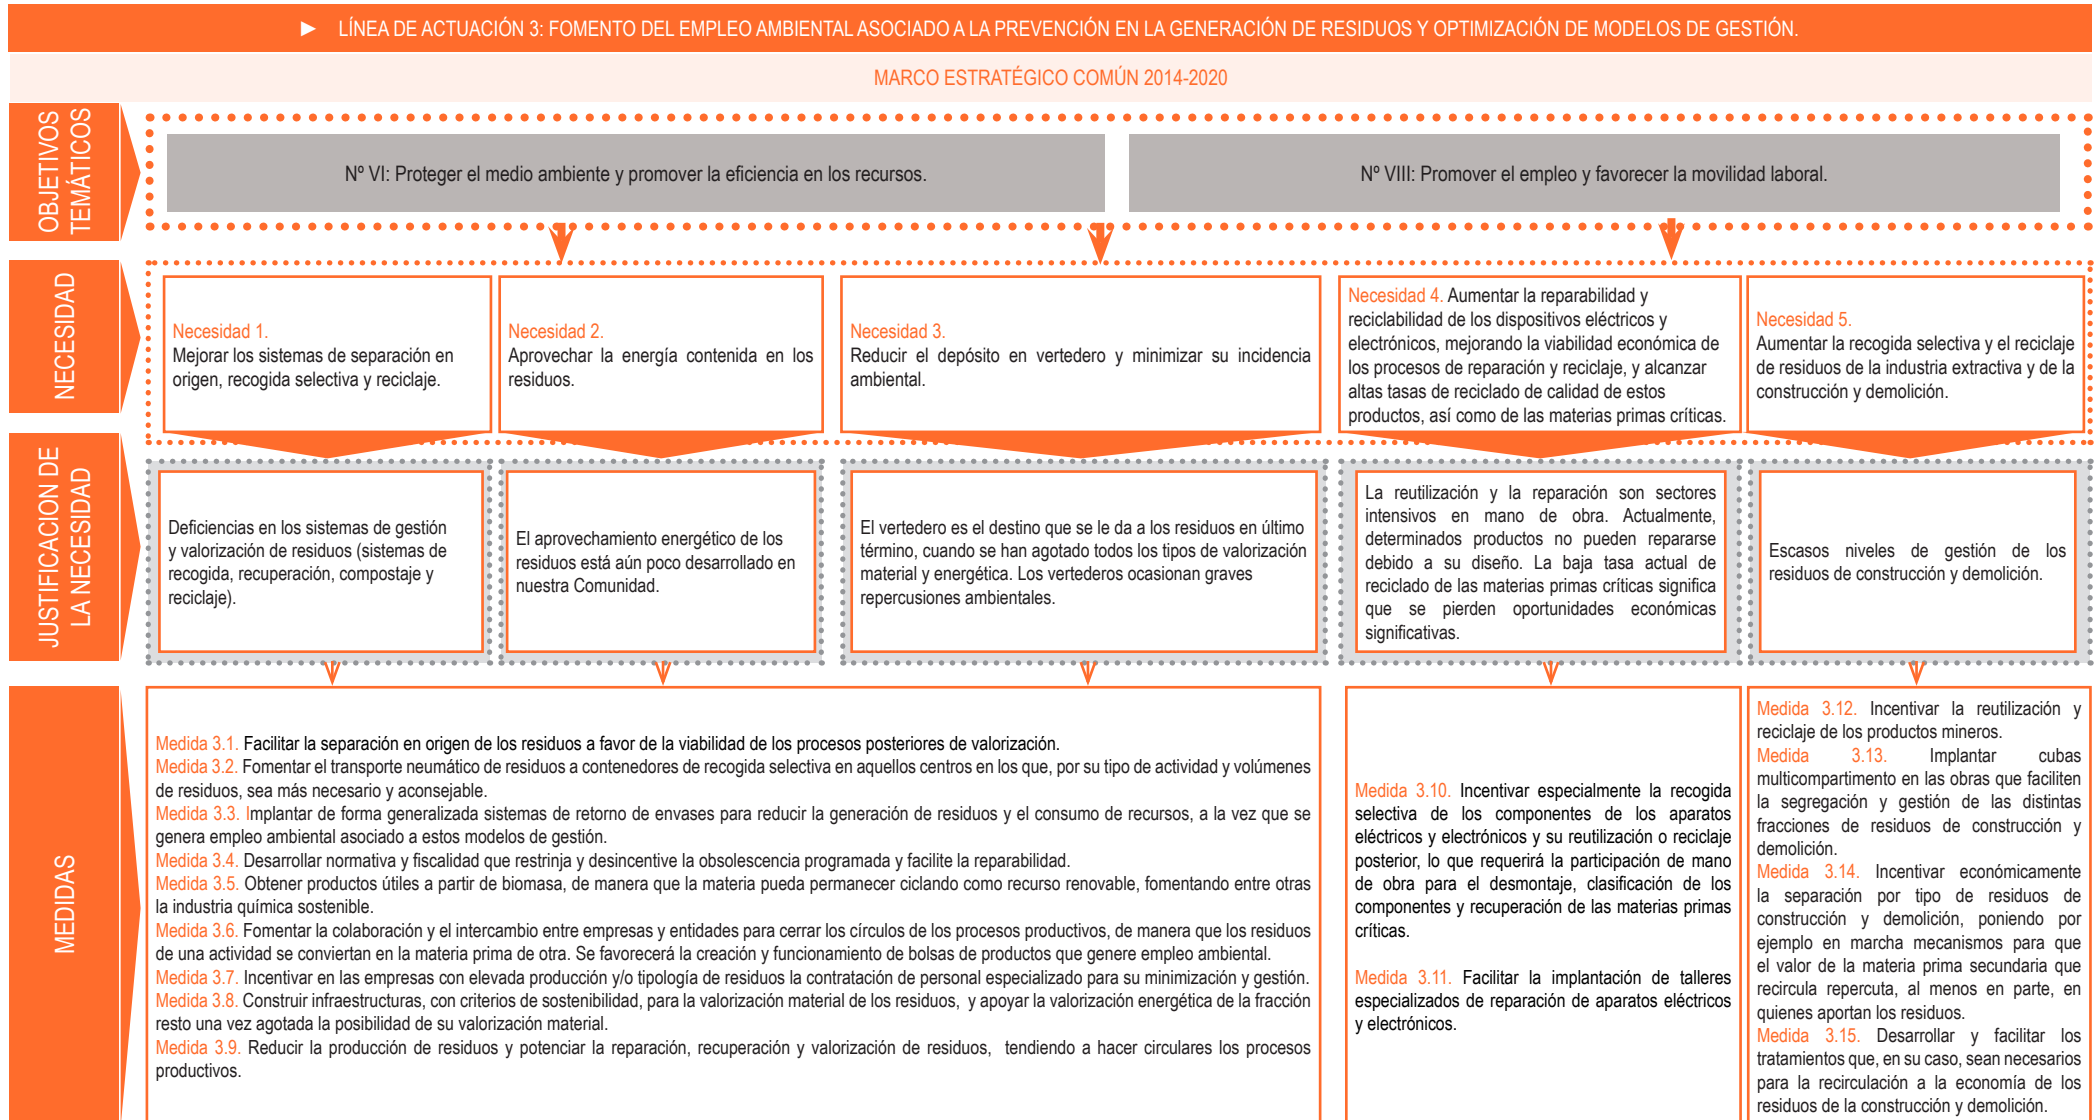 ► LÍNEA DE ACTUACIÓN 3: FOMENTO DEL EMPLEO AMBIENTAL ASOCIADO A LA PREVENCIÓN EN LA GENERACIÓN DE RESIDUOS Y OPTIMIZACIÓN DE MODELOS DE GESTIÓN.
MARCO ESTRATÉGICO COMÚN 2014-2020
OBJETIVOS
TEMÁTICOS
Nº VI: Proteger el medio ambiente y promover la eficiencia en los recursos.
Nº VIII: Promover el empleo y favorecer la movilidad laboral.
NECESIDAD
Necesidad 1.
Mejorar los sistemas de separación en
origen, recogida selectiva y reciclaje.
Necesidad 2.
Aprovechar la energía contenida en los
residuos.
Necesidad 3.
Reducir el depósito en vertedero y minimizar su incidencia
ambiental.
Necesidad 4. Aumentar la reparabilidad y
reciclabilidad de los dispositivos eléctricos y
electrónicos, mejorando la viabilidad económica de
los procesos de reparación y reciclaje, y alcanzar
altas tasas de reciclado de calidad de estos
productos, así como de las materias primas críticas.
Necesidad 5.
Aumentar la recogida selectiva y el reciclaje
de residuos de la industria extractiva y de la
construcción y demolición.
JUSTIFICACION DE
LA NECESIDAD
Deficiencias en los sistemas de gestión
y valorización de residuos (sistemas de
recogida, recuperación, compostaje y
reciclaje).
El aprovechamiento energético de los
residuos está aún poco desarrollado en
nuestra Comunidad.
El vertedero es el destino que se le da a los residuos en último
término, cuando se han agotado todos los tipos de valorización
material y energética. Los vertederos ocasionan graves
repercusiones ambientales.
La reutilización y la reparación son sectores
intensivos en mano de obra. Actualmente,
determinados productos no pueden repararse
debido a su diseño. La baja tasa actual de
reciclado de las materias primas críticas significa
que se pierden oportunidades económicas
significativas.
Escasos niveles de gestión de los
residuos de construcción y demolición.
MEDIDAS
Medida 3.1. Facilitar la separación en origen de los residuos a favor de la viabilidad de los procesos posteriores de valorización.
Medida 3.2. Fomentar el transporte neumático de residuos a contenedores de recogida selectiva en aquellos centros en los que, por su tipo de actividad y volúmenes
de residuos, sea más necesario y aconsejable.
Medida 3.3. Implantar de forma generalizada sistemas de retorno de envases para reducir la generación de residuos y el consumo de recursos, a la vez que se
genera empleo ambiental asociado a estos modelos de gestión.
Medida 3.4. Desarrollar normativa y fiscalidad que restrinja y desincentive la obsolescencia programada y facilite la reparabilidad.
Medida 3.5. Obtener productos útiles a partir de biomasa, de manera que la materia pueda permanecer ciclando como recurso renovable, fomentando entre otras
la industria química sostenible.
Medida 3.6. Fomentar la colaboración y el intercambio entre empresas y entidades para cerrar los círculos de los procesos productivos, de manera que los residuos
de una actividad se conviertan en la materia prima de otra. Se favorecerá la creación y funcionamiento de bolsas de productos que genere empleo ambiental.
Medida 3.7. Incentivar en las empresas con elevada producción y/o tipología de residuos la contratación de personal especializado para su minimización y gestión.
Medida 3.8. Construir infraestructuras, con criterios de sostenibilidad, para la valorización material de los residuos, y apoyar la valorización energética de la fracción
resto una vez agotada la posibilidad de su valorización material.
Medida 3.9. Reducir la producción de residuos y potenciar la reparación, recuperación y valorización de residuos, tendiendo a hacer circulares los procesos
productivos.
Medida 3.10. Incentivar especialmente la recogida
selectiva de los componentes de los aparatos
eléctricos y electrónicos y su reutilización o reciclaje
posterior, lo que requerirá la participación de mano
de obra para el desmontaje, clasificación de los
componentes y recuperación de las materias primas
críticas.
Medida 3.11. Facilitar la implantación de talleres
especializados de reparación de aparatos eléctricos
y electrónicos.
Medida 3.12. Incentivar la reutilización y
reciclaje de los productos mineros.
Medida 3.13. Implantar cubas
multicompartimento en las obras que faciliten
la segregación y gestión de las distintas
fracciones de residuos de construcción y
demolición.
Medida 3.14. Incentivar económicamente
la separación por tipo de residuos de
construcción y demolición, poniendo por
ejemplo en marcha mecanismos para que
el valor de la materia prima secundaria que
recircula repercuta, al menos en parte, en
quienes aportan los residuos.
Medida 3.15. Desarrollar y facilitar los
tratamientos que, en su caso, sean necesarios
para la recirculación a la economía de los
residuos de la construcción y demolición.